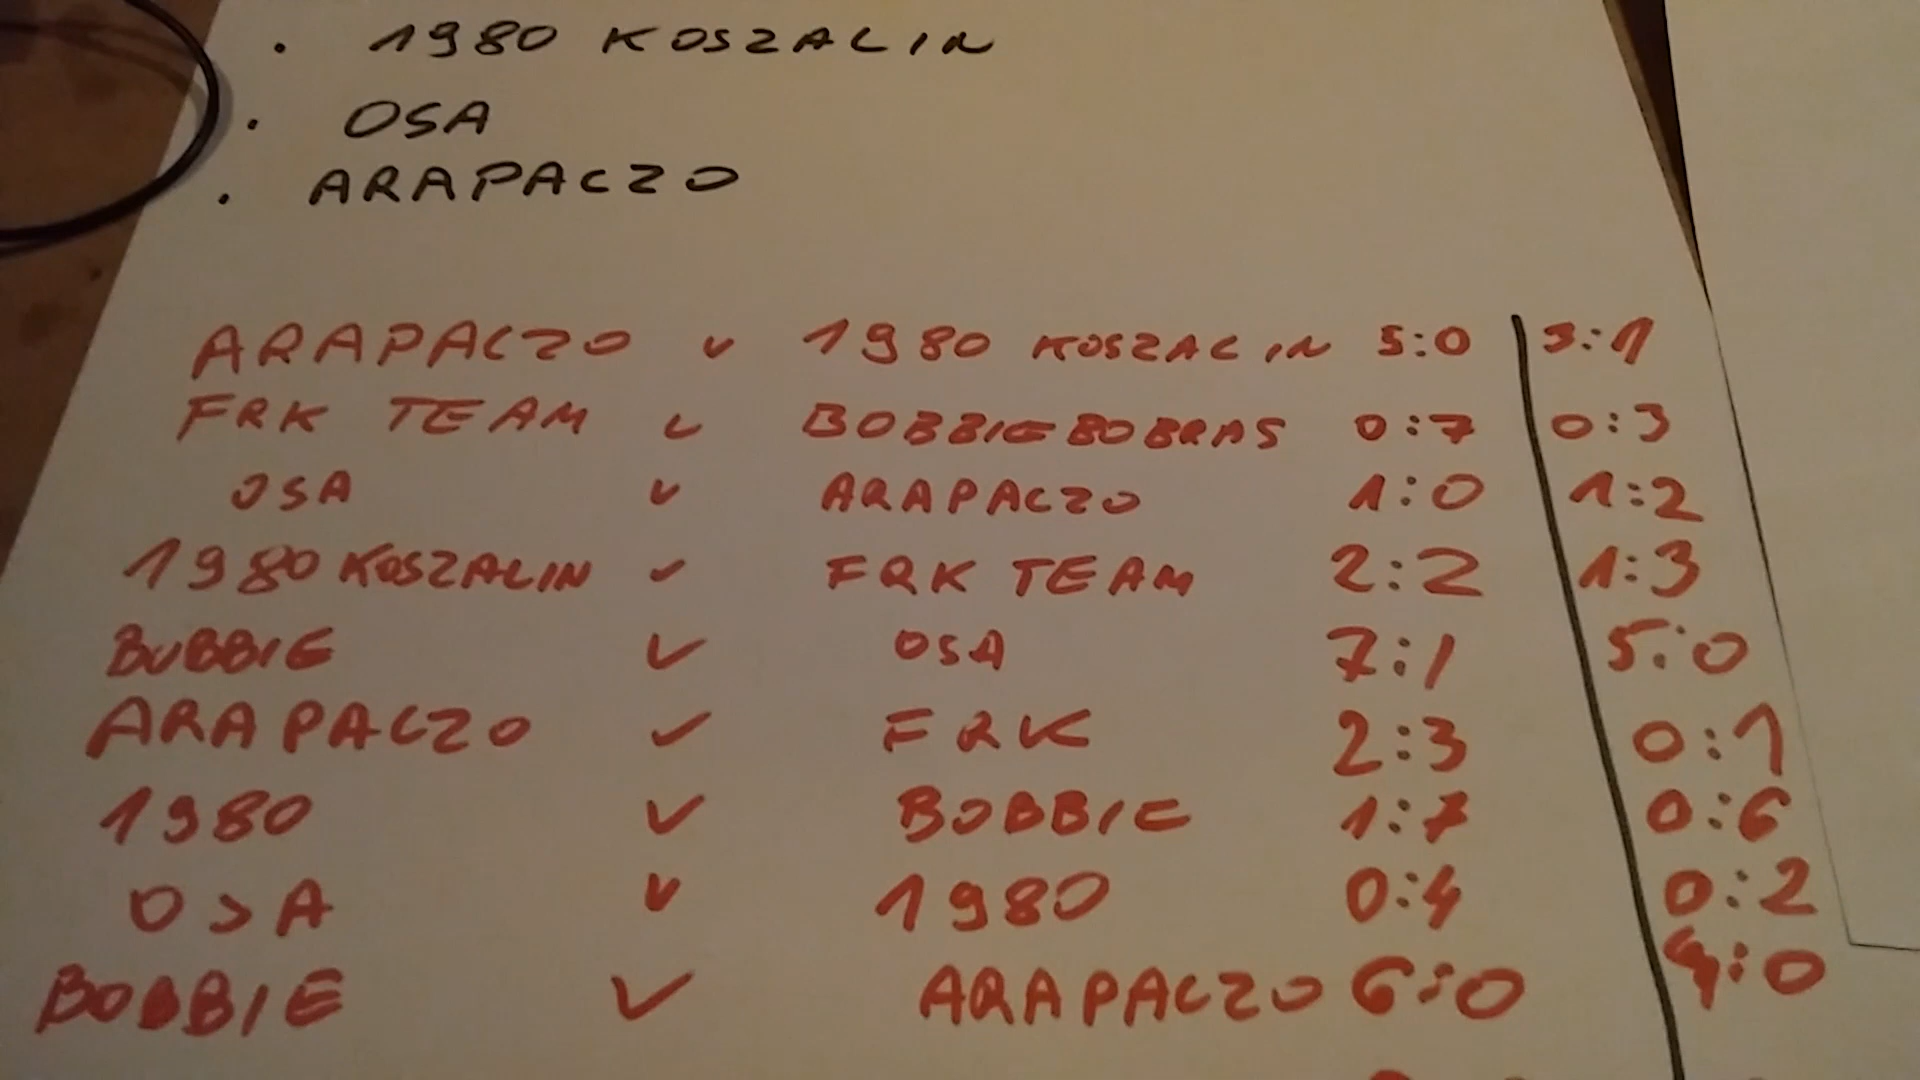 . 1980 KOSZALIN
. OSA
. ARAPACZO
ARAPACZO v 1980 KOSZALIN 5:0 | 3:1
FRK TEAM v BOBBIEBOBRAS 0:7 | 0:3
OSA v ARAPACZO 1:0 | 1:2
1980 KOSZALIN v FRK TEAM 2:2 | 1:3
BOBBIE v OSA 7:1 | 5:0
ARAPACZO v FRK 2:3 | 0:1
1980 v BOBBIE 1:7 | 0:6
OSA v 1980 0:4 | 0:2
BOBBIE v ARAPACZO 6:0 | 4:0